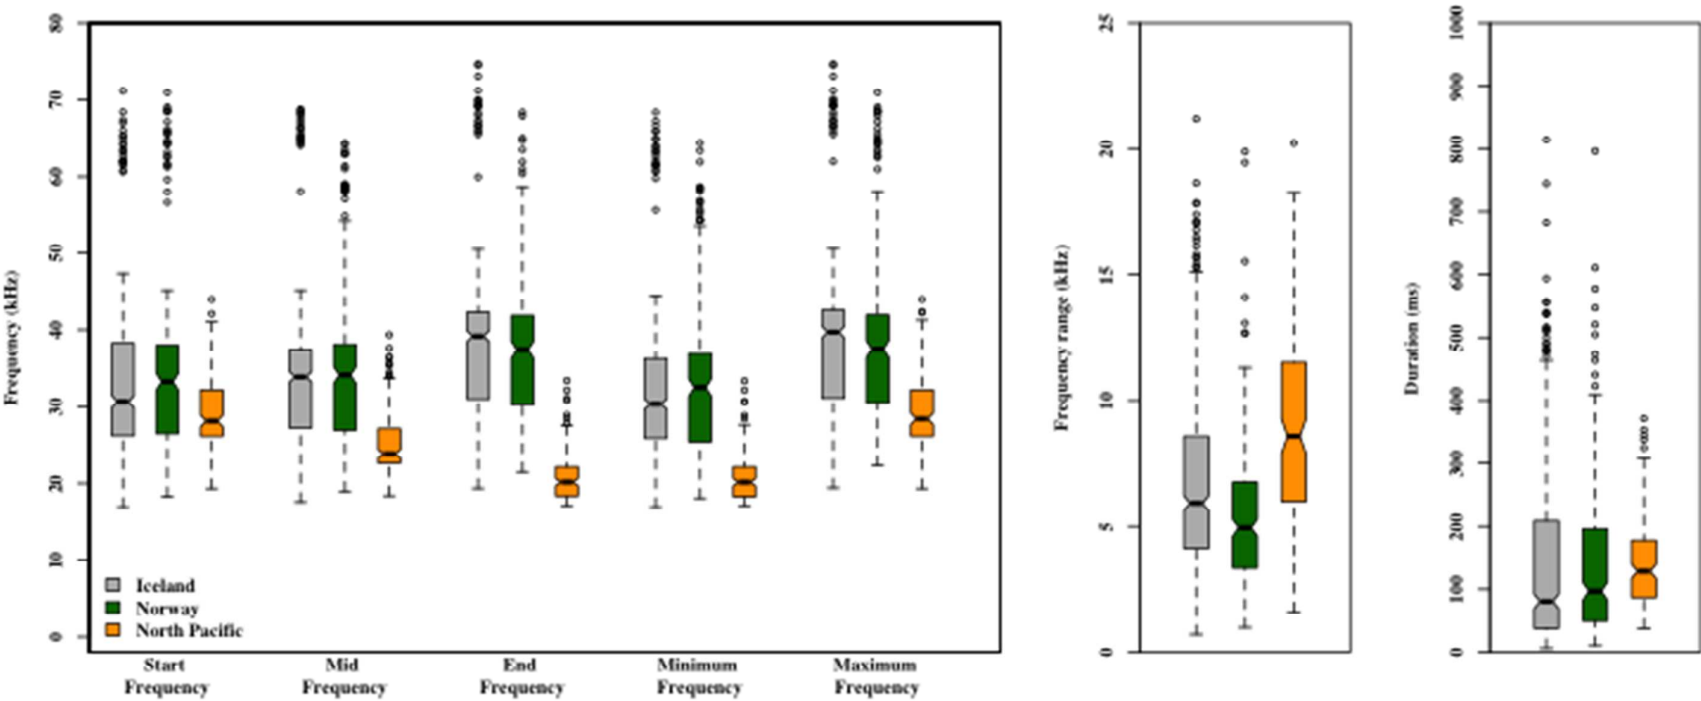 Frequency (kHz)
80
70
60
50
40
30
20
10
0
Iceland
Norway
North Pacific
Start
Frequency
Mid
Frequency
End
Frequency
Minimum
Frequency
Maximum
Frequency
Frequency range (kHz)
25
20
15
10
5
0
Duration (ms)
1000
900
800
700
600
500
400
300
200
100
0